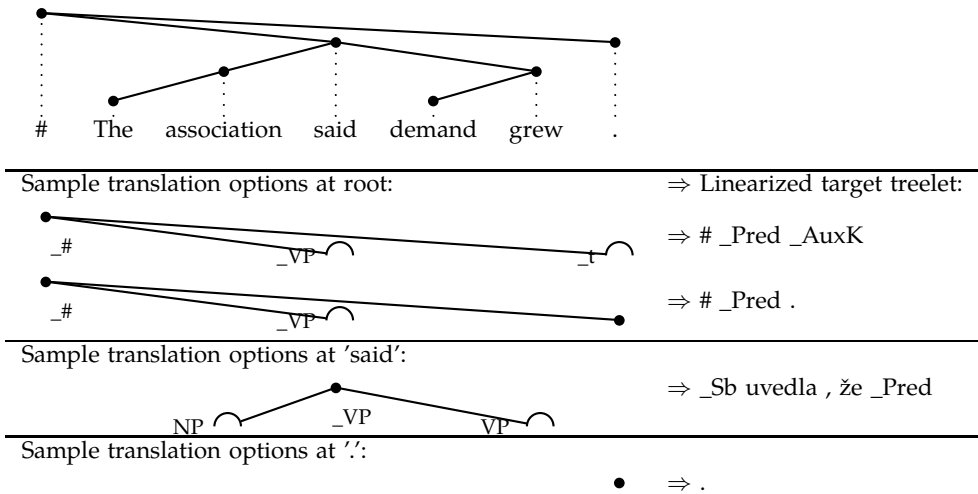 # The association said demand grew .
Sample translation options at root: ⇒ Linearized target treelet:
_# _VP _t ⇒ # _Pred _AuxK
_# _VP ⇒ # _Pred .
Sample translation options at 'said':
NP _VP VP ⇒ _Sb uvedla , že _Pred
Sample translation options at '.':
⇒ .